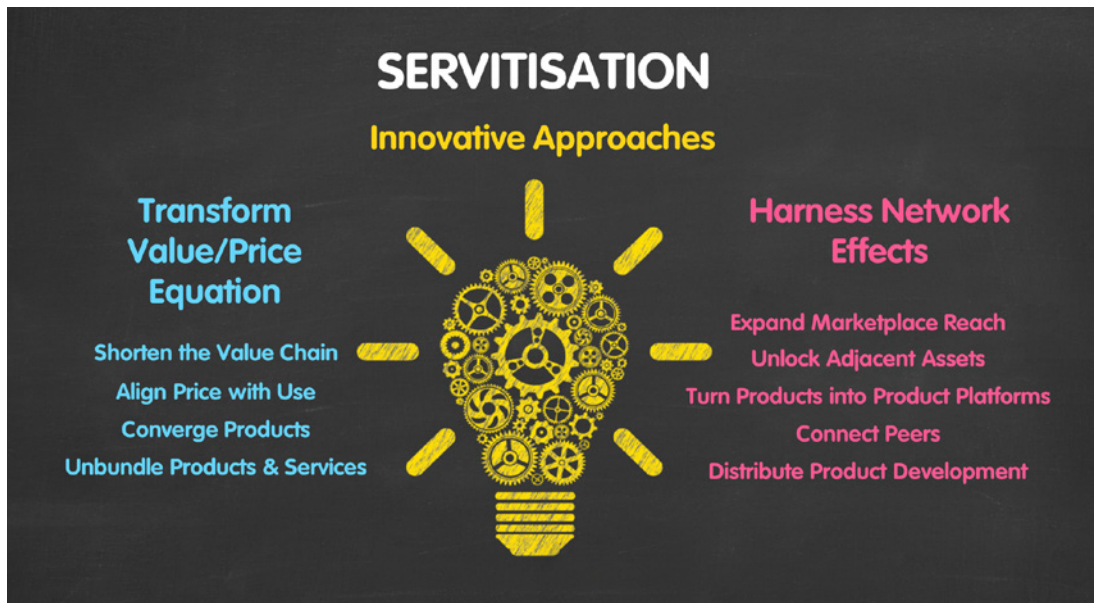 SERVITISATION
Innovative Approaches
Transform
Value/Price
Equation
Shorten the Value Chain
Align Price with Use
Converge Products
Unbundle Products & Services
Harness Network
Effects
Expand Marketplace Reach
Unlock Adjacent Assets
Turn Products into Product Platforms
Connect Peers
Distribute Product Development